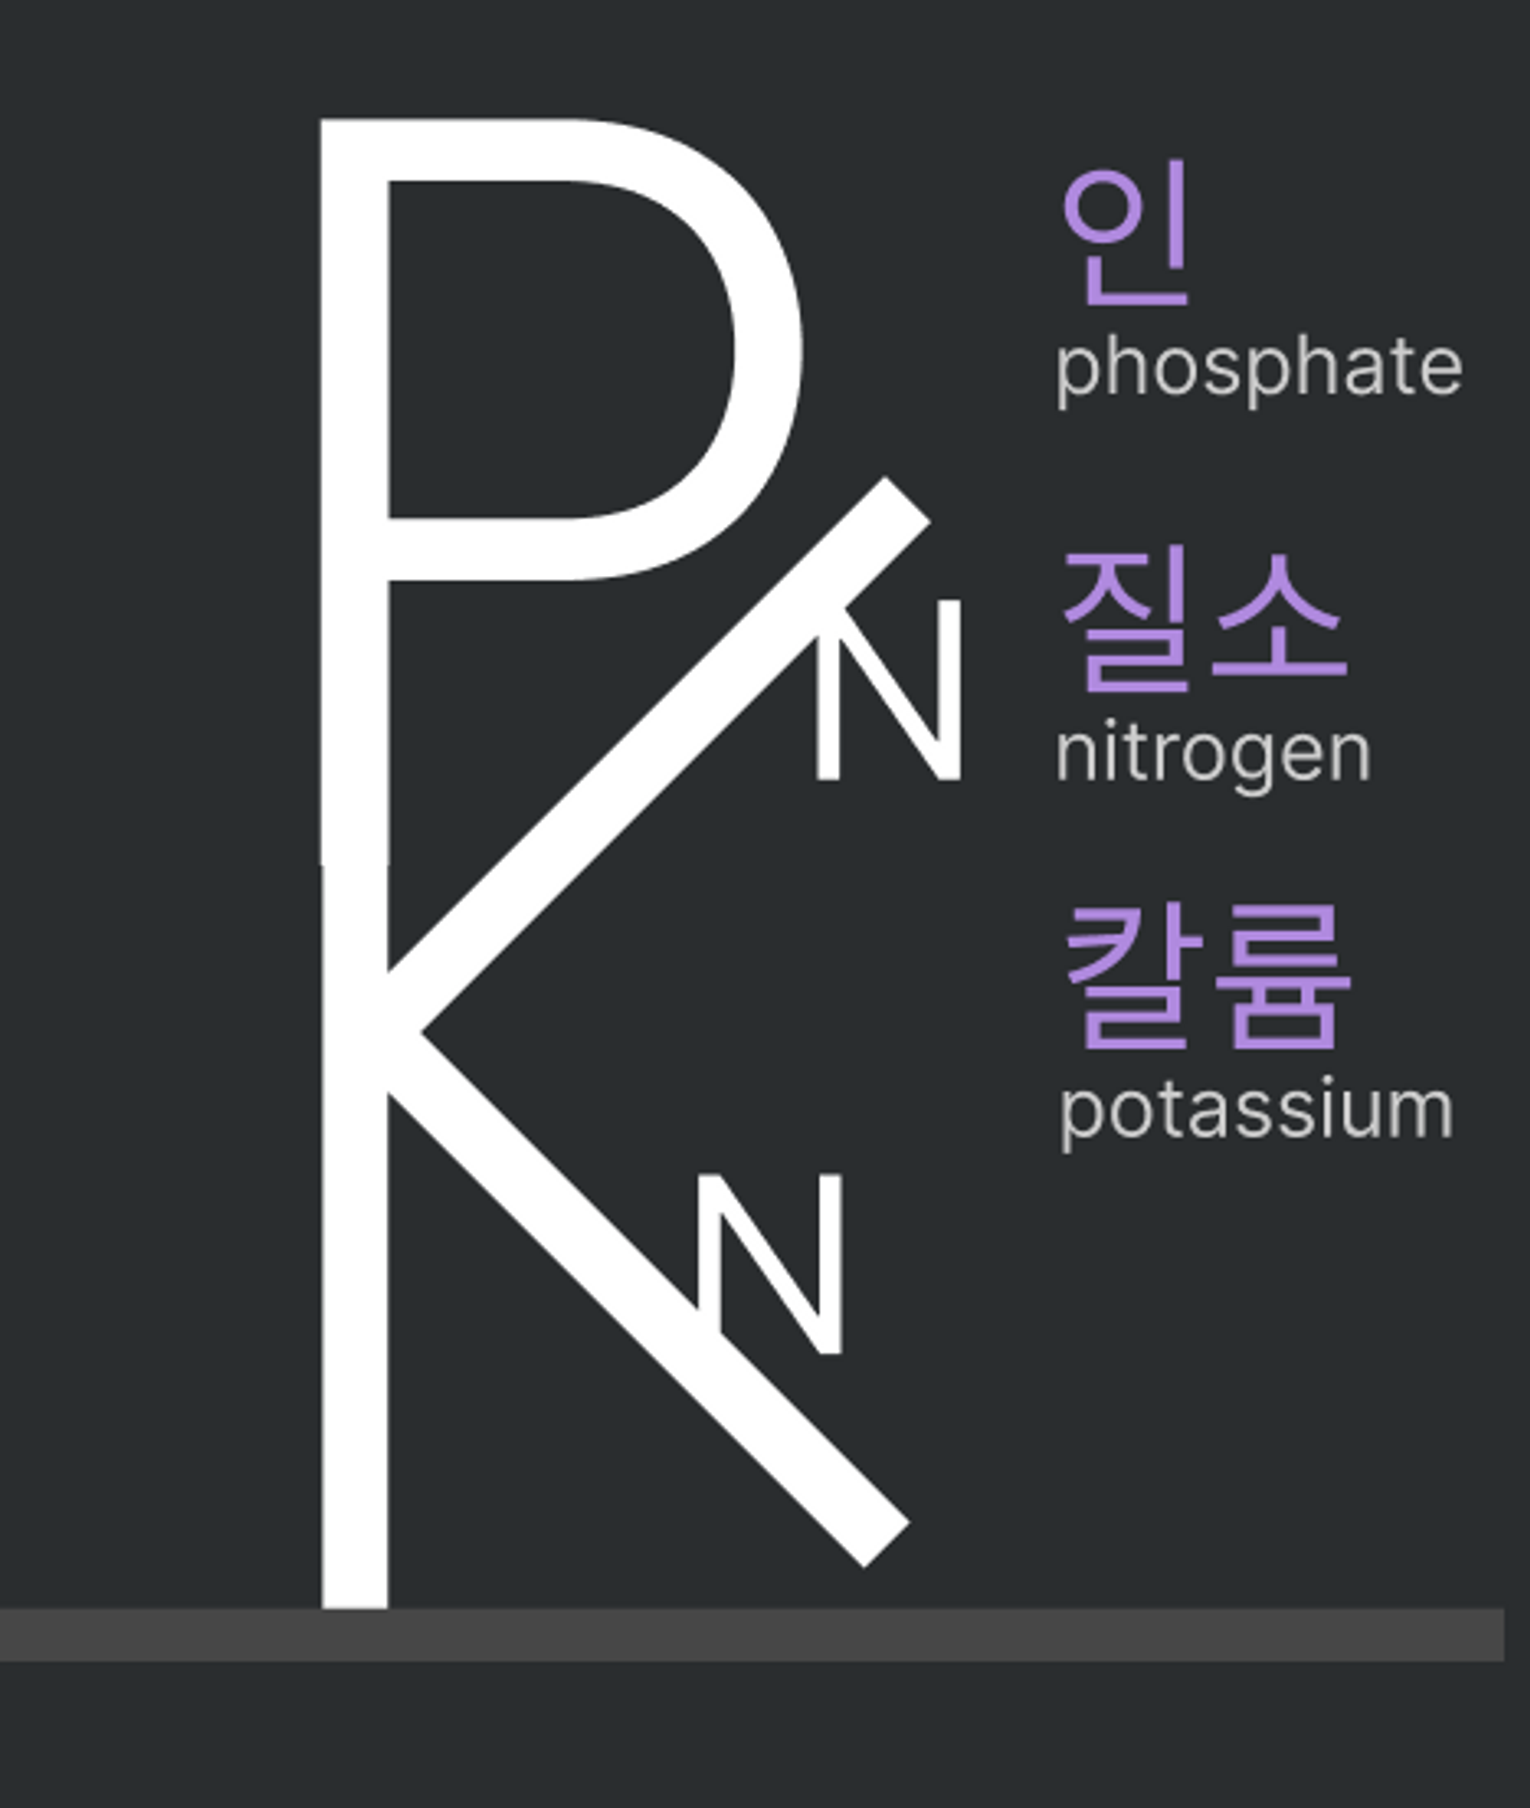 P
인
phosphate
N
질소
nitrogen
K
칼륨
potassium
N